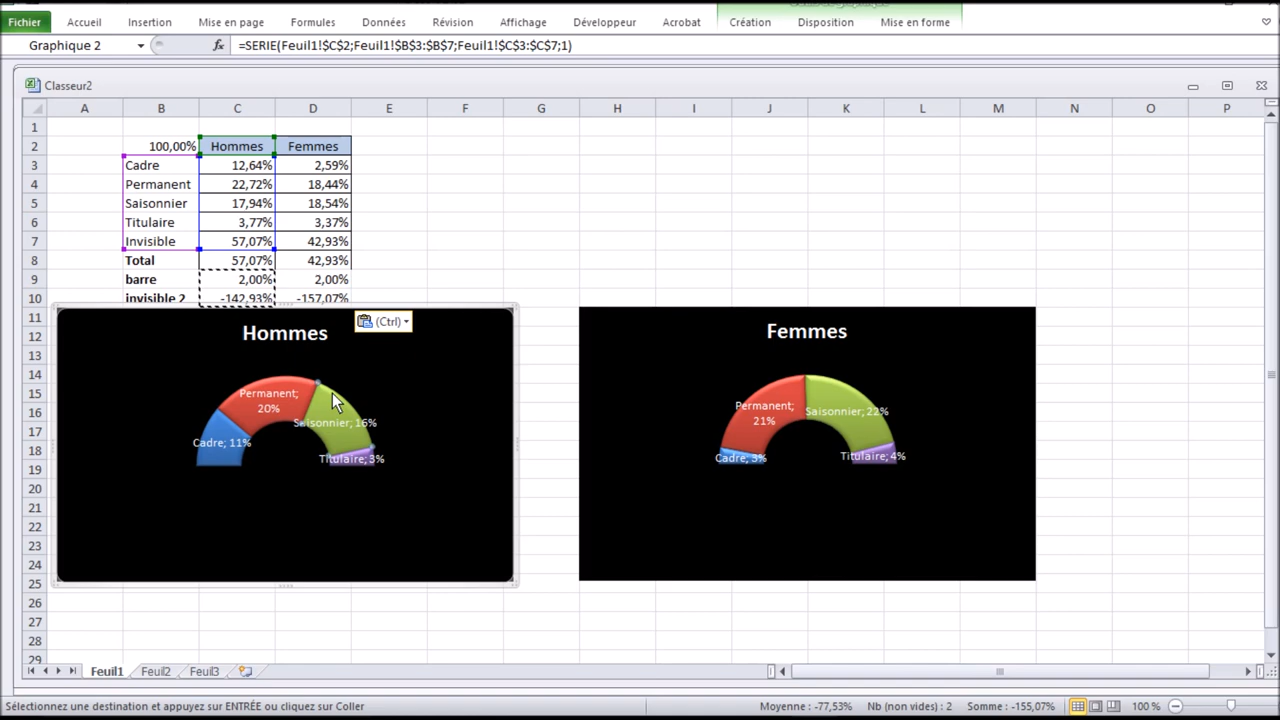 Fichier Accueil Insertion Mise en page Formules Données Révision Affichage Développeur Acrobat Création Disposition Mise en forme
Graphique 2 fx =SERIE(Feuil1!$C$2;Feuil1!$B$3:$B$7;Feuil1!$C$3:$C$7;1)
Classeur2
A B C D E F G H I J K L M N O P
1
2 100,00% Hommes Femmes
3 Cadre 12,64% 2,59%
4 Permanent 22,72% 18,44%
5 Saisonnier 17,94% 18,54%
6 Titulaire 3,77% 3,37%
7 Invisible 57,07% 42,93%
8 Total 57,07% 42,93%
9 barre 2,00% 2,00%
10 invisible 2 -142,93% -157,07%
11
12
13
14
15
16
17
18
19
20
21
22
23
24
25
26
27
28
29
(Ctrl)
Hommes
Permanent;
20%
Saisonnier; 16%
Cadre; 11%
Titulaire; 3%
Femmes
Permanent;
21%
Saisonnier; 22%
Cadre; 3%
Titulaire; 4%
Feuil1 Feuil2 Feuil3
Sélectionnez une destination et appuyez sur ENTRÉE ou cliquez sur Coller Moyenne : -77,53% Nb (non vides) : 2 Somme : -155,07% 100 %